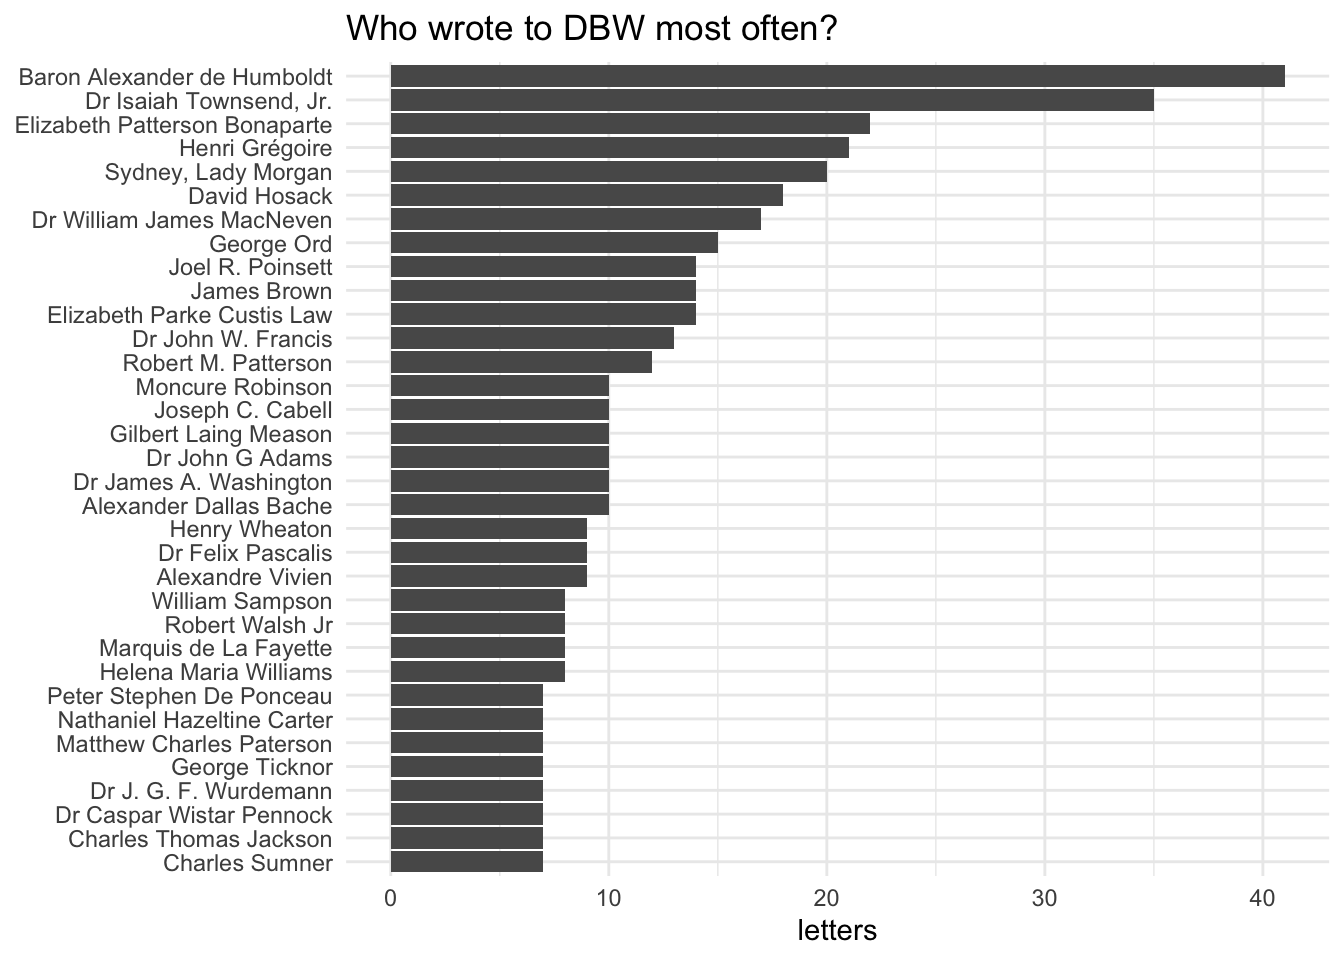 Who wrote to DBW most often?
Baron Alexander de Humboldt
Dr Isaiah Townsend, Jr.
Elizabeth Patterson Bonaparte
Henri Grégoire
Sydney, Lady Morgan
David Hosack
Dr William James MacNeven
George Ord
Joel R. Poinsett
James Brown
Elizabeth Parke Custis Law
Dr John W. Francis
Robert M. Patterson
Moncure Robinson
Joseph C. Cabell
Gilbert Laing Meason
Dr John G Adams
Dr James A. Washington
Alexander Dallas Bache
Henry Wheaton
Dr Felix Pascalis
Alexandre Vivien
William Sampson
Robert Walsh Jr
Marquis de La Fayette
Helena Maria Williams
Peter Stephen De Ponceau
Nathaniel Hazeltine Carter
Matthew Charles Paterson
George Ticknor
Dr J. G. F. Wurdemann
Dr Caspar Wistar Pennock
Charles Thomas Jackson
Charles Sumner
0 10 20 30 40
letters